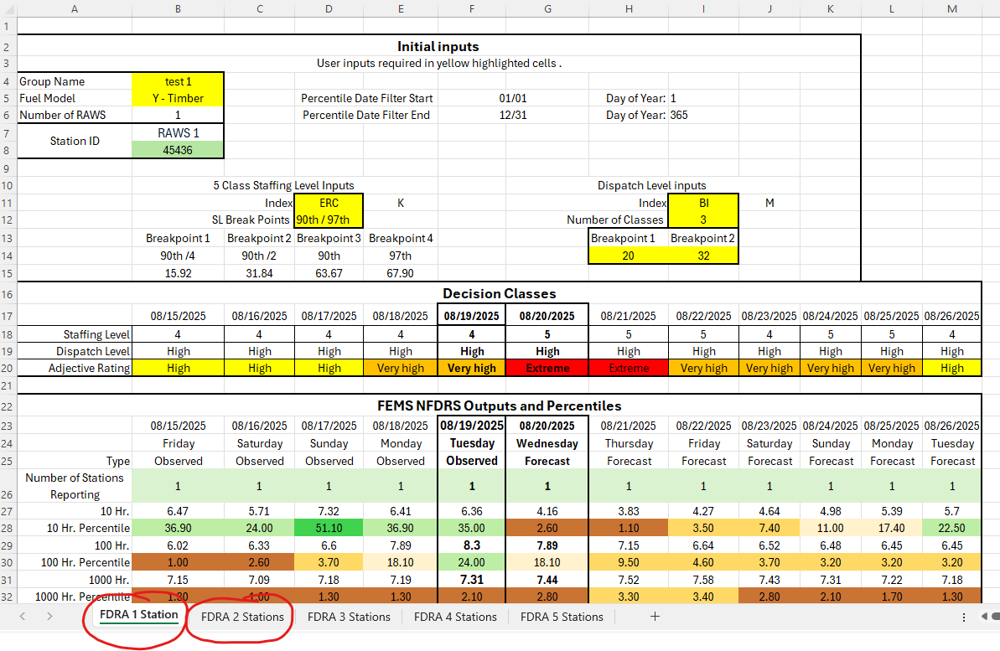 A B C D E F G H I J K L M
1
2 Initial inputs
3 User inputs required in yellow highlighted cells .
4 Group Name test 1
5 Fuel Model Y - Timber Percentile Date Filter Start 01/01 Day of Year: 1
6 Number of RAWS 1 Percentile Date Filter End 12/31 Day of Year: 365
7 RAWS 1
Station ID
8 45436
9
10 5 Class Staffing Level Inputs Dispatch Level inputs
11 Index ERC K Index BI M
12 SL Break Points 90th / 97th Number of Classes 3
13 Breakpoint 1 Breakpoint 2 Breakpoint 3 Breakpoint 4 Breakpoint 1 Breakpoint 2
14 90th /4 90th /2 90th 97th 20 32
15 15.92 31.84 63.67 67.90
16 Decision Classes
17 08/15/2025 08/16/2025 08/17/2025 08/18/2025 08/19/2025 08/20/2025 08/21/2025 08/22/2025 08/23/2025 08/24/2025 08/25/2025 08/26/2025
18 Staffing Level 4 4 4 4 4 5 5 5 4 5 5 4
19 Dispatch Level High High High High High High High High High High High High
20 Adjective Rating High High High Very high Very high Extreme Extreme Very high Very high Very high Very high High
21
22 FEMS NFDRS Outputs and Percentiles
23 08/15/2025 08/16/2025 08/17/2025 08/18/2025 08/19/2025 08/20/2025 08/21/2025 08/22/2025 08/23/2025 08/24/2025 08/25/2025 08/26/2025
24 Friday Saturday Sunday Monday Tuesday Wednesday Thursday Friday Saturday Sunday Monday Tuesday
25 Type Observed Observed Observed Observed Observed Forecast Forecast Forecast Forecast Forecast Forecast Forecast
Number of Stations
26 Reporting 1 1 1 1 1 1 1 1 1 1 1 1
27 10 Hr. 6.47 5.71 7.32 6.41 6.36 4.16 3.83 4.27 4.64 4.98 5.39 5.7
28 10 Hr. Percentile 36.90 24.00 51.10 36.90 35.00 2.60 1.10 3.50 7.40 11.00 17.40 22.50
29 100 Hr. 6.02 6.33 6.6 7.89 8.3 7.89 7.15 6.64 6.52 6.48 6.45 6.45
30 100 Hr. Percentile 1.00 2.60 3.70 18.10 24.00 18.10 9.50 4.60 3.70 3.20 3.20 3.20
31 1000 Hr. 7.15 7.09 7.18 7.19 7.31 7.44 7.52 7.58 7.43 7.31 7.22 7.18
32 1000 Hr. Percentile 1.30 1.00 1.30 1.30 2.10 2.80 3.30 3.40 2.80 2.10 1.70 1.30
FDRA 1 Station FDRA 2 Stations FDRA 3 Stations FDRA 4 Stations FDRA 5 Stations